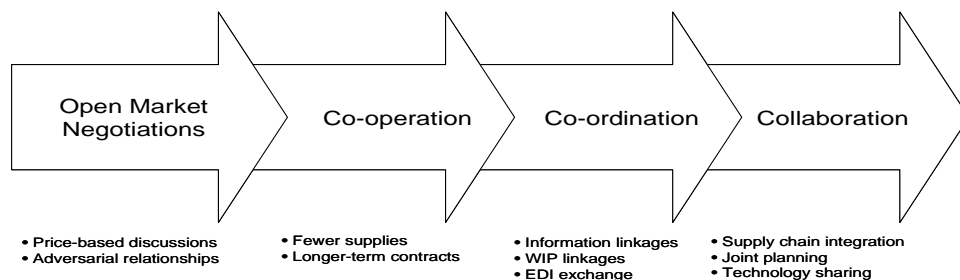 Open Market
Negotiations
Co-operation
Co-ordination
Collaboration
• Price-based discussions
• Adversarial relationships
• Fewer supplies
• Longer-term contracts
• Information linkages
• WIP linkages
• EDI exchange
• Supply chain integration
• Joint planning
• Technology sharing